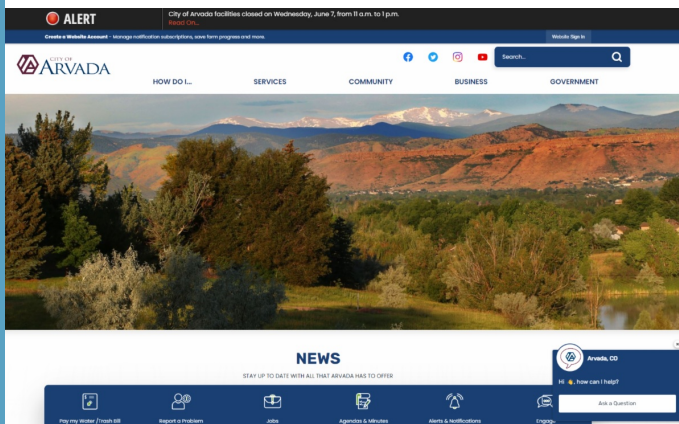 ALERT
City of Arvada facilities closed on Wednesday, June 7, from 11 a.m. to 1 p.m.
Read On...
Create a Website Account - Manage notification subscriptions, save form progress and more.
Website Sign In
CITY OF
ARVADA
Search...
HOW DO I...
SERVICES
COMMUNITY
BUSINESS
GOVERNMENT
NEWS
STAY UP TO DATE WITH ALL THAT ARVADA HAS TO OFFER
Arvada, CO
Hi 👋, how can I help?
Ask a Question
Pay my Water /Trash Bill
Report a Problem
Jobs
Agendas & Minutes
Alerts & Notifications
Engage